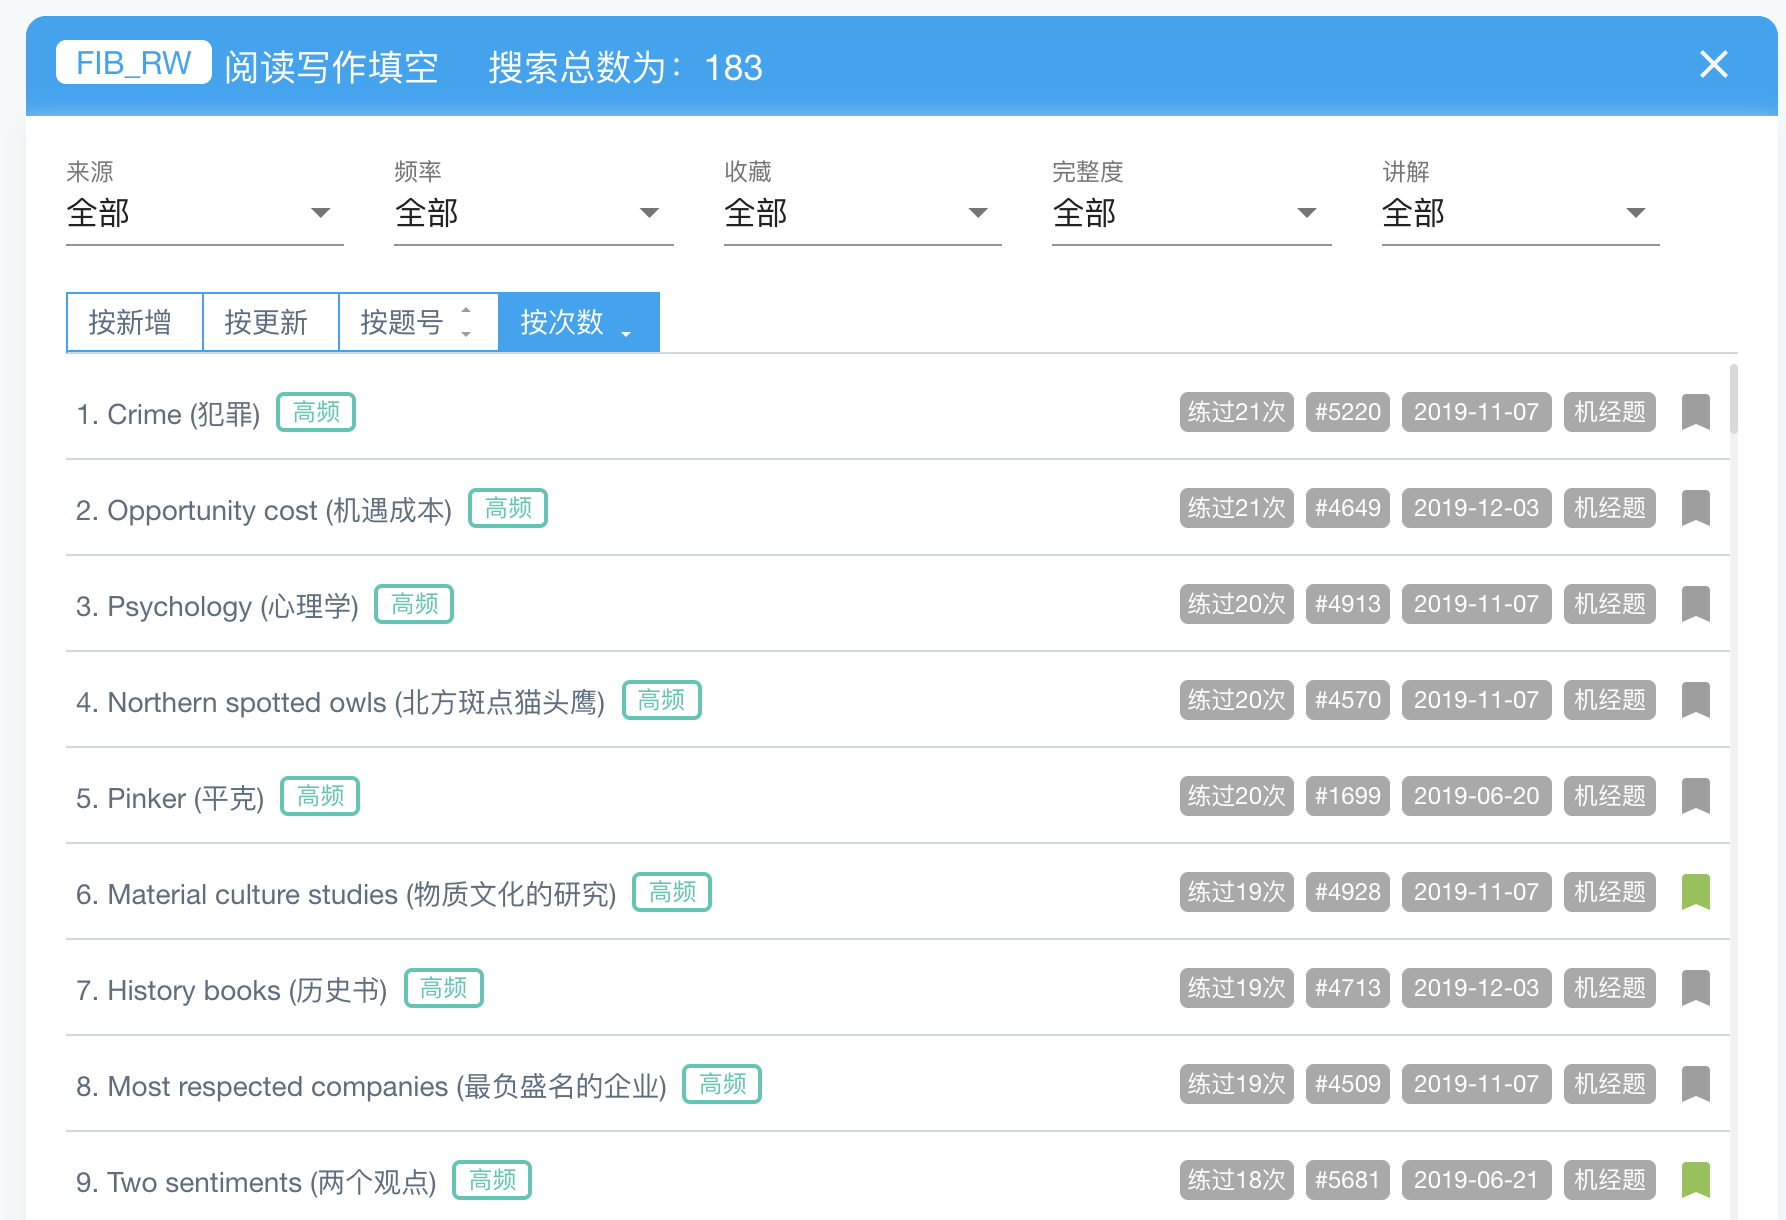 FIB_RW 阅读写作填空 搜索总数为：183
来源 频率 收藏 完整度 讲解
全部 全部 全部 全部 全部
按新增 按更新 按题号 按次数
1. Crime (犯罪) 高频 练过21次 #5220 2019-11-07 机经题
2. Opportunity cost (机遇成本) 高频 练过21次 #4649 2019-12-03 机经题
3. Psychology (心理学) 高频 练过20次 #4913 2019-11-07 机经题
4. Northern spotted owls (北方斑点猫头鹰) 高频 练过20次 #4570 2019-11-07 机经题
5. Pinker (平克) 高频 练过20次 #1699 2019-06-20 机经题
6. Material culture studies (物质文化的研究) 高频 练过19次 #4928 2019-11-07 机经题
7. History books (历史书) 高频 练过19次 #4713 2019-12-03 机经题
8. Most respected companies (最负盛名的企业) 高频 练过19次 #4509 2019-11-07 机经题
9. Two sentiments (两个观点) 高频 练过18次 #5681 2019-06-21 机经题